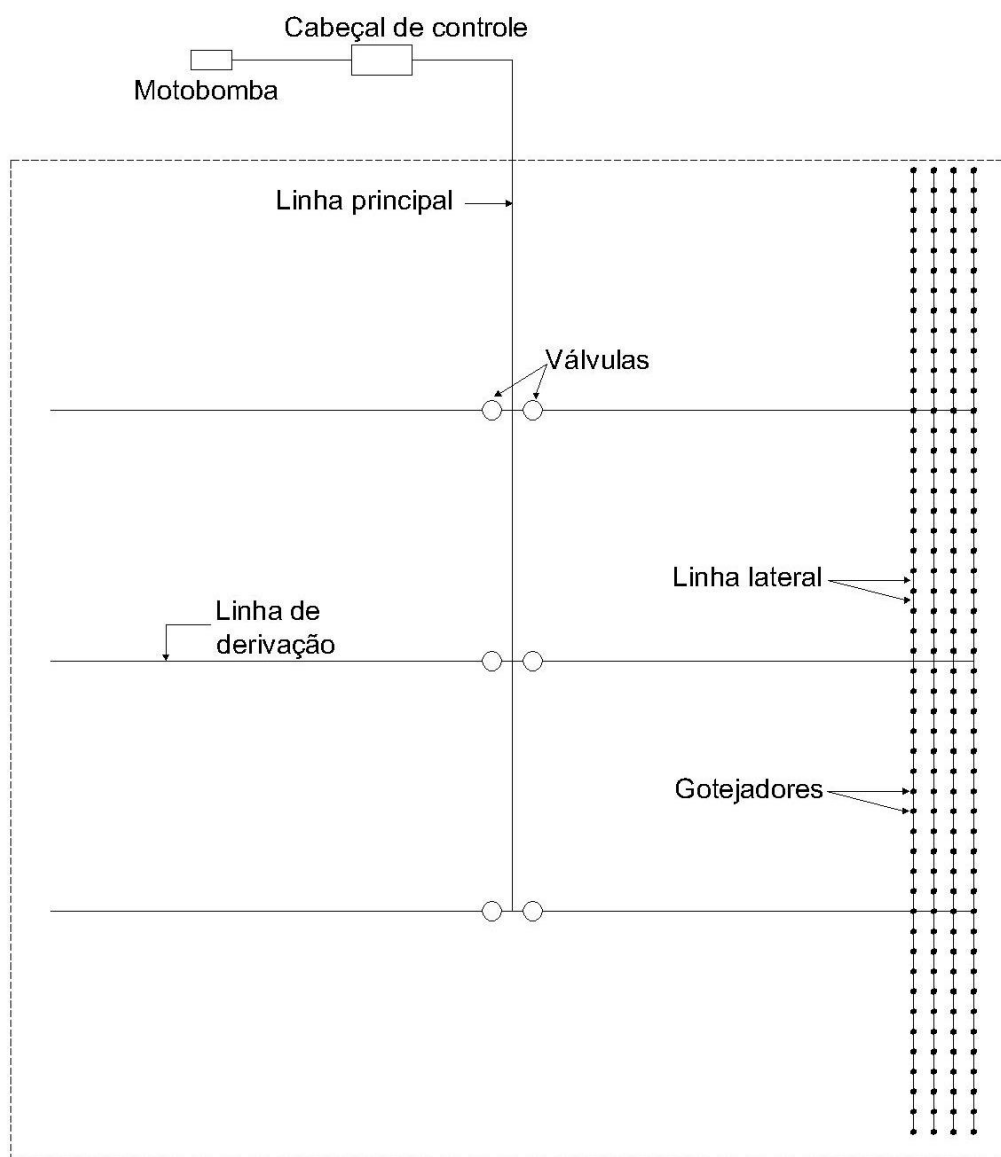 Cabeçal de controle
Motobomba
Linha principal
Válvulas
Linha lateral
Linha de
derivação
Gotejadores